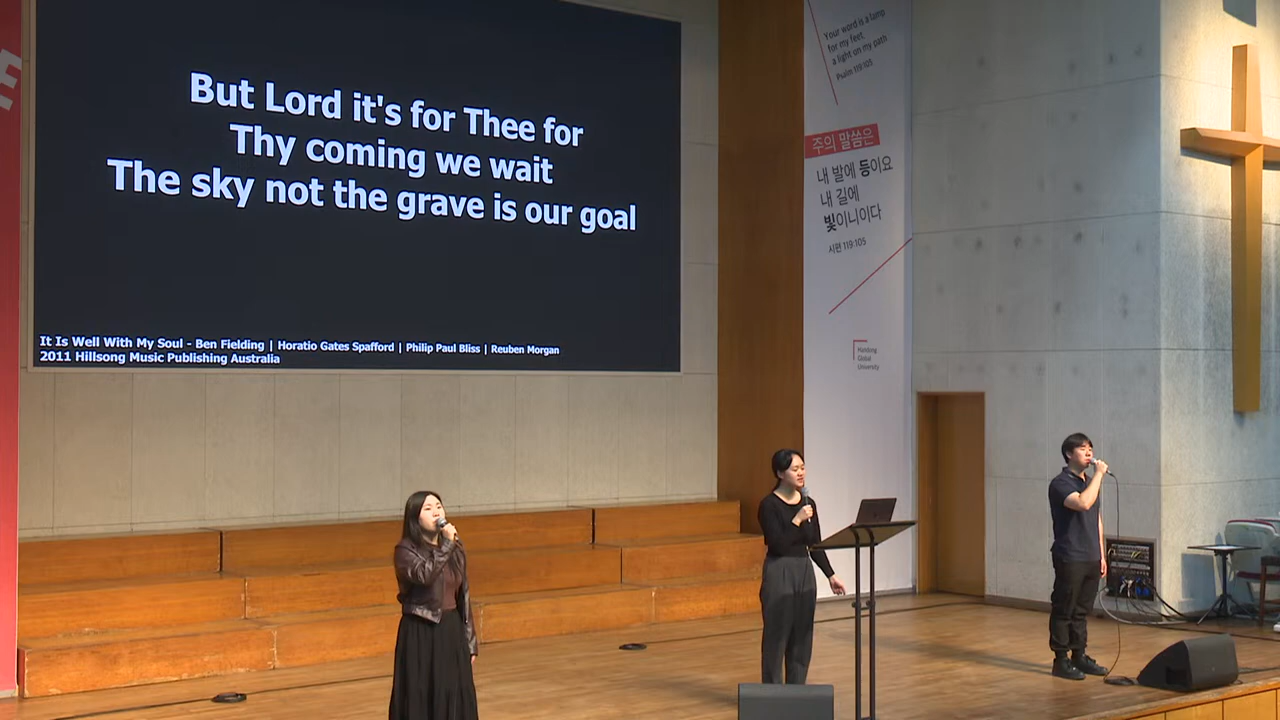 But Lord it's for Thee for
Thy coming we wait
The sky not the grave is our goal
It Is Well With My Soul - Ben Fielding | Horatio Gates Spafford | Philip Paul Bliss | Reuben Morgan
2011 Hillsong Music Publishing Australia
Your word is a lamp
for my feet,
a light on my path
Psalm 119:105
주의 말씀은
내 발에 등이요
내 길에
빛이니이다
시편 119:105
Handong
Global
University
E